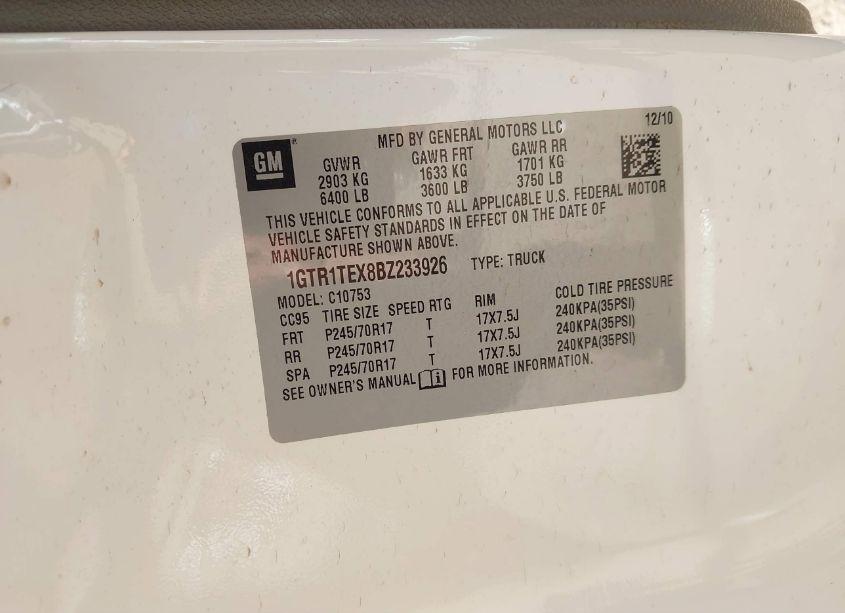 12/10
MFD BY GENERAL MOTORS LLC
GM
GVWR GAWR FRT GAWR RR
2903 KG 1633 KG 1701 KG
6400 LB 3600 LB 3750 LB
THIS VEHICLE CONFORMS TO ALL APPLICABLE U.S. FEDERAL MOTOR
VEHICLE SAFETY STANDARDS IN EFFECT ON THE DATE OF
MANUFACTURE SHOWN ABOVE.
1GTR1TEX8BZ233926 TYPE: TRUCK
MODEL: C10753
CC95 TIRE SIZE SPEED RTG RIM COLD TIRE PRESSURE
FRT P245/70R17 T 17X7.5J 240KPA(35PSI)
RR P245/70R17 T 17X7.5J 240KPA(35PSI)
SPA P245/70R17 T 17X7.5J 240KPA(35PSI)
SEE OWNER'S MANUAL FOR MORE INFORMATION.